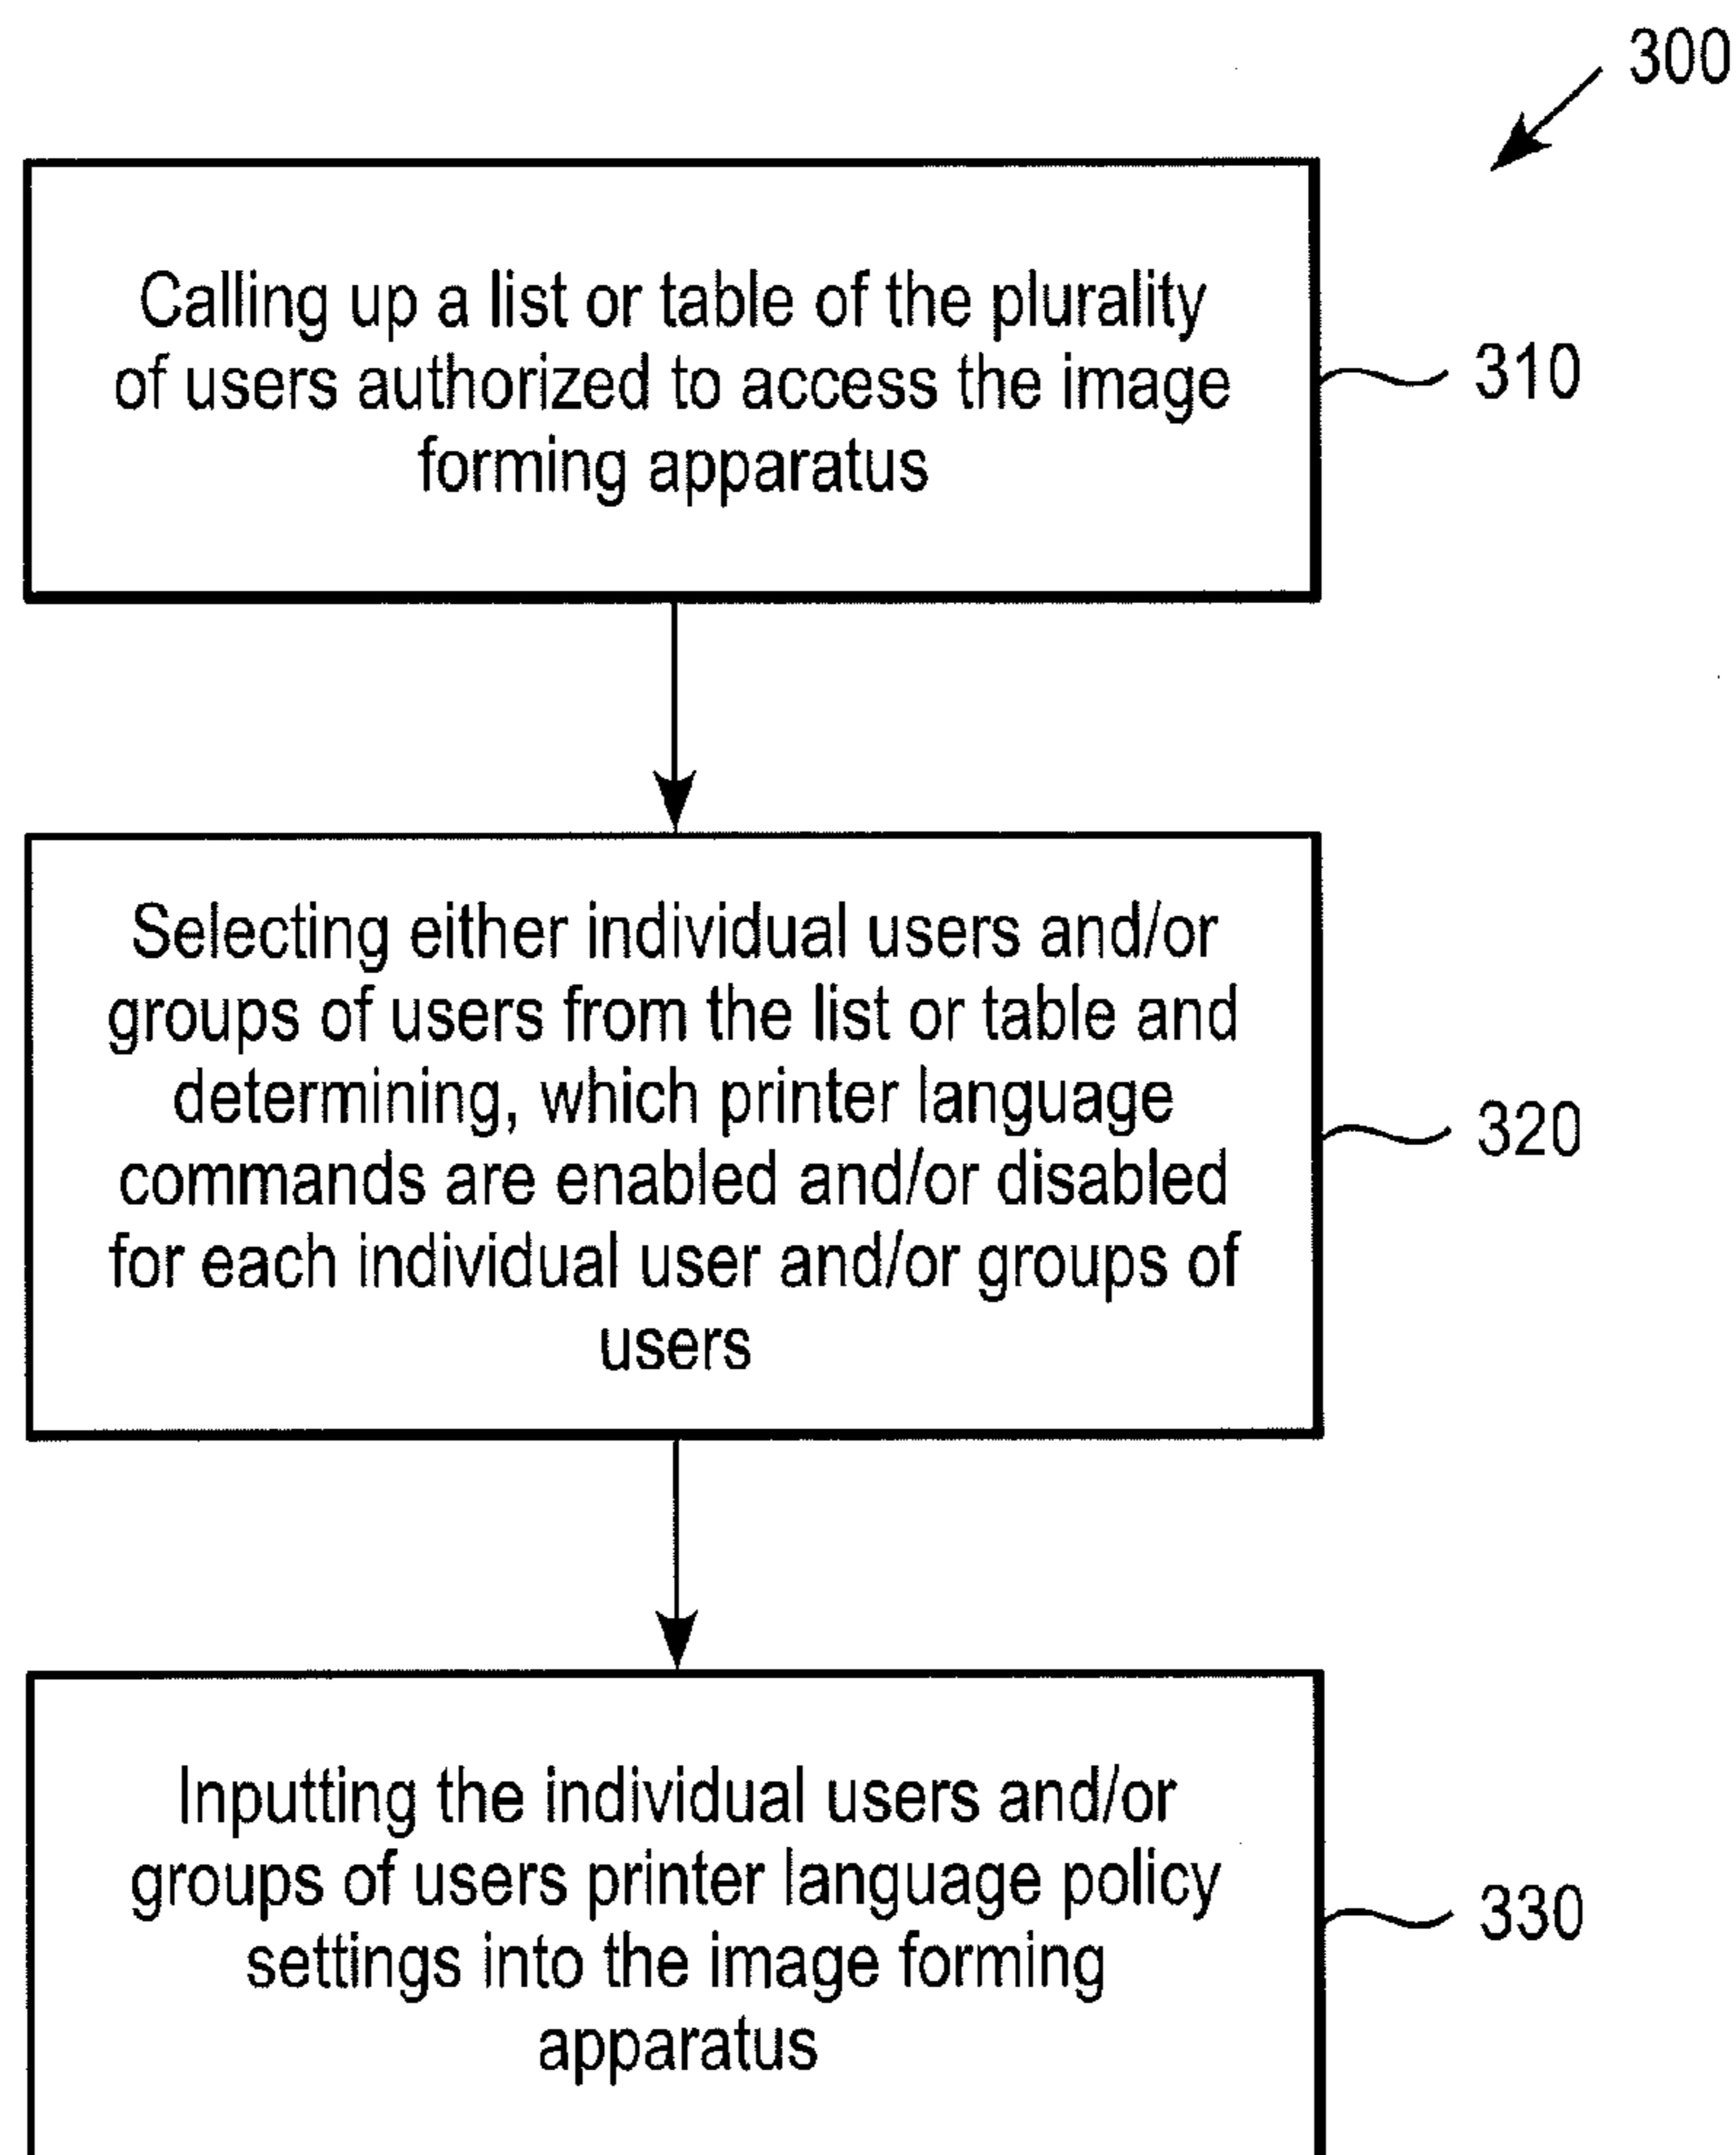 300
Calling up a list or table of the plurality
of users authorized to access the image
forming apparatus
310
Selecting either individual users and/or
groups of users from the list or table and
determining, which printer language
commands are enabled and/or disabled
for each individual user and/or groups of
users
320
Inputting the individual users and/or
groups of users printer language policy
settings into the image forming
apparatus
330